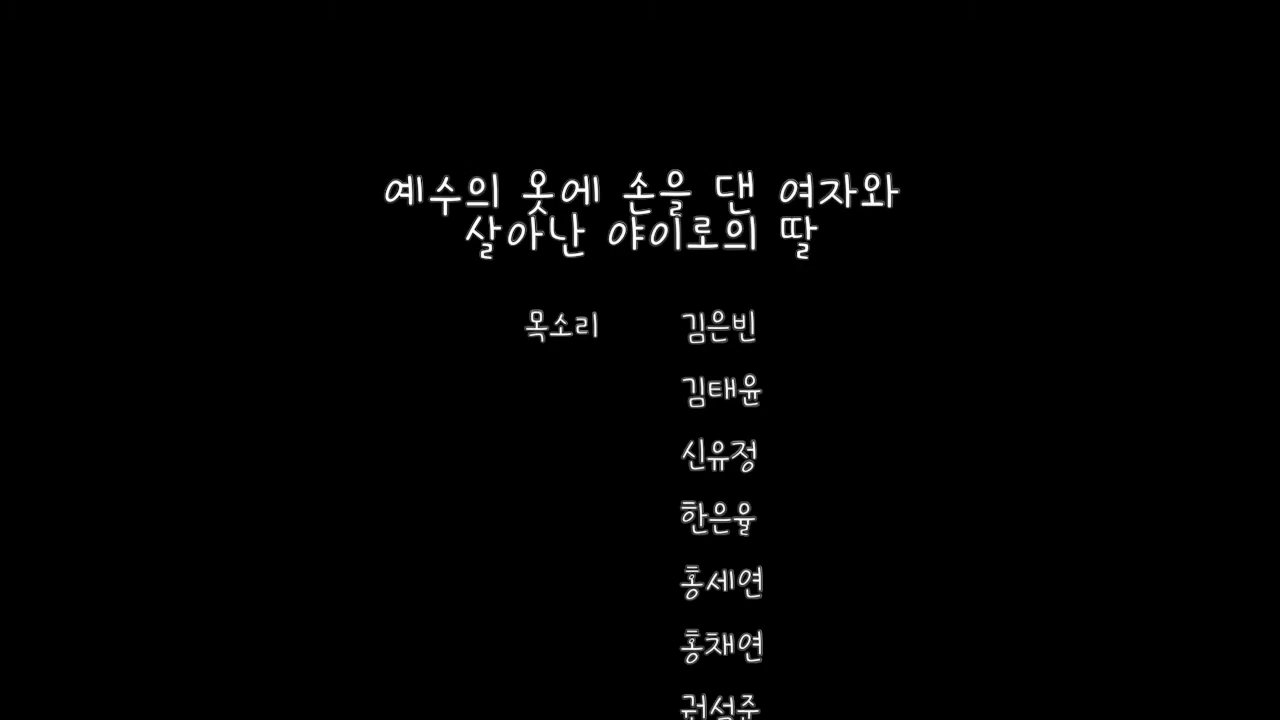 예수의 옷에 손을 댄 여자와
살아난 야이로의 딸
목소리 김은빈
김태윤
신유정
한은율
홍세연
홍채연